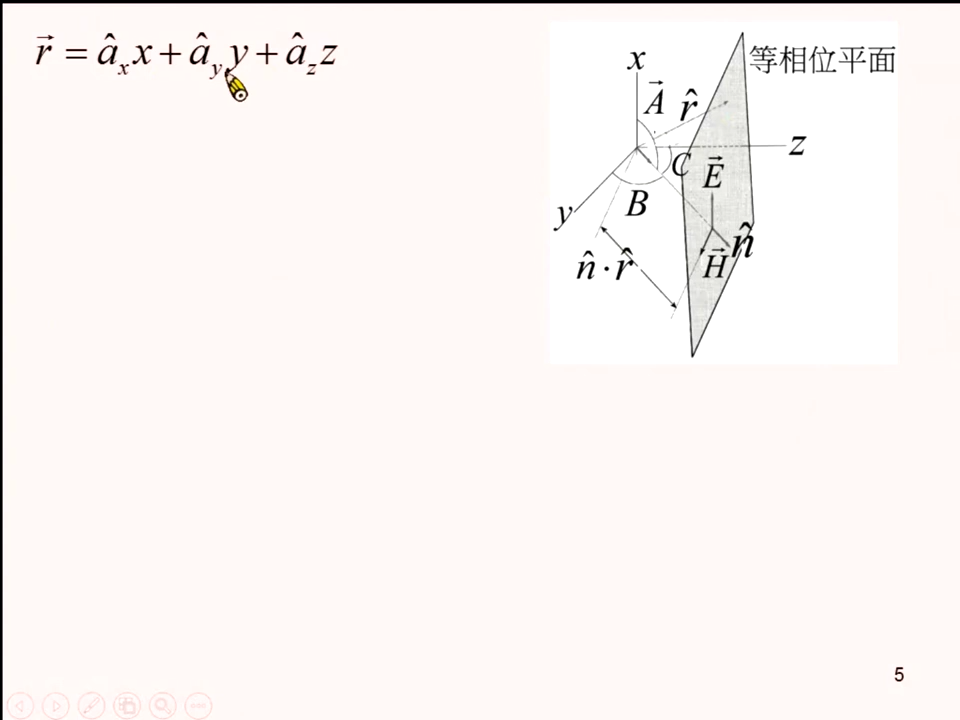 r⃗ = âₓx + â_y y + â_z z
等相位平面
x
A⃗
r̂
z
C
E⃗
y
B
n̂
n̂·r̂
H⃗
5